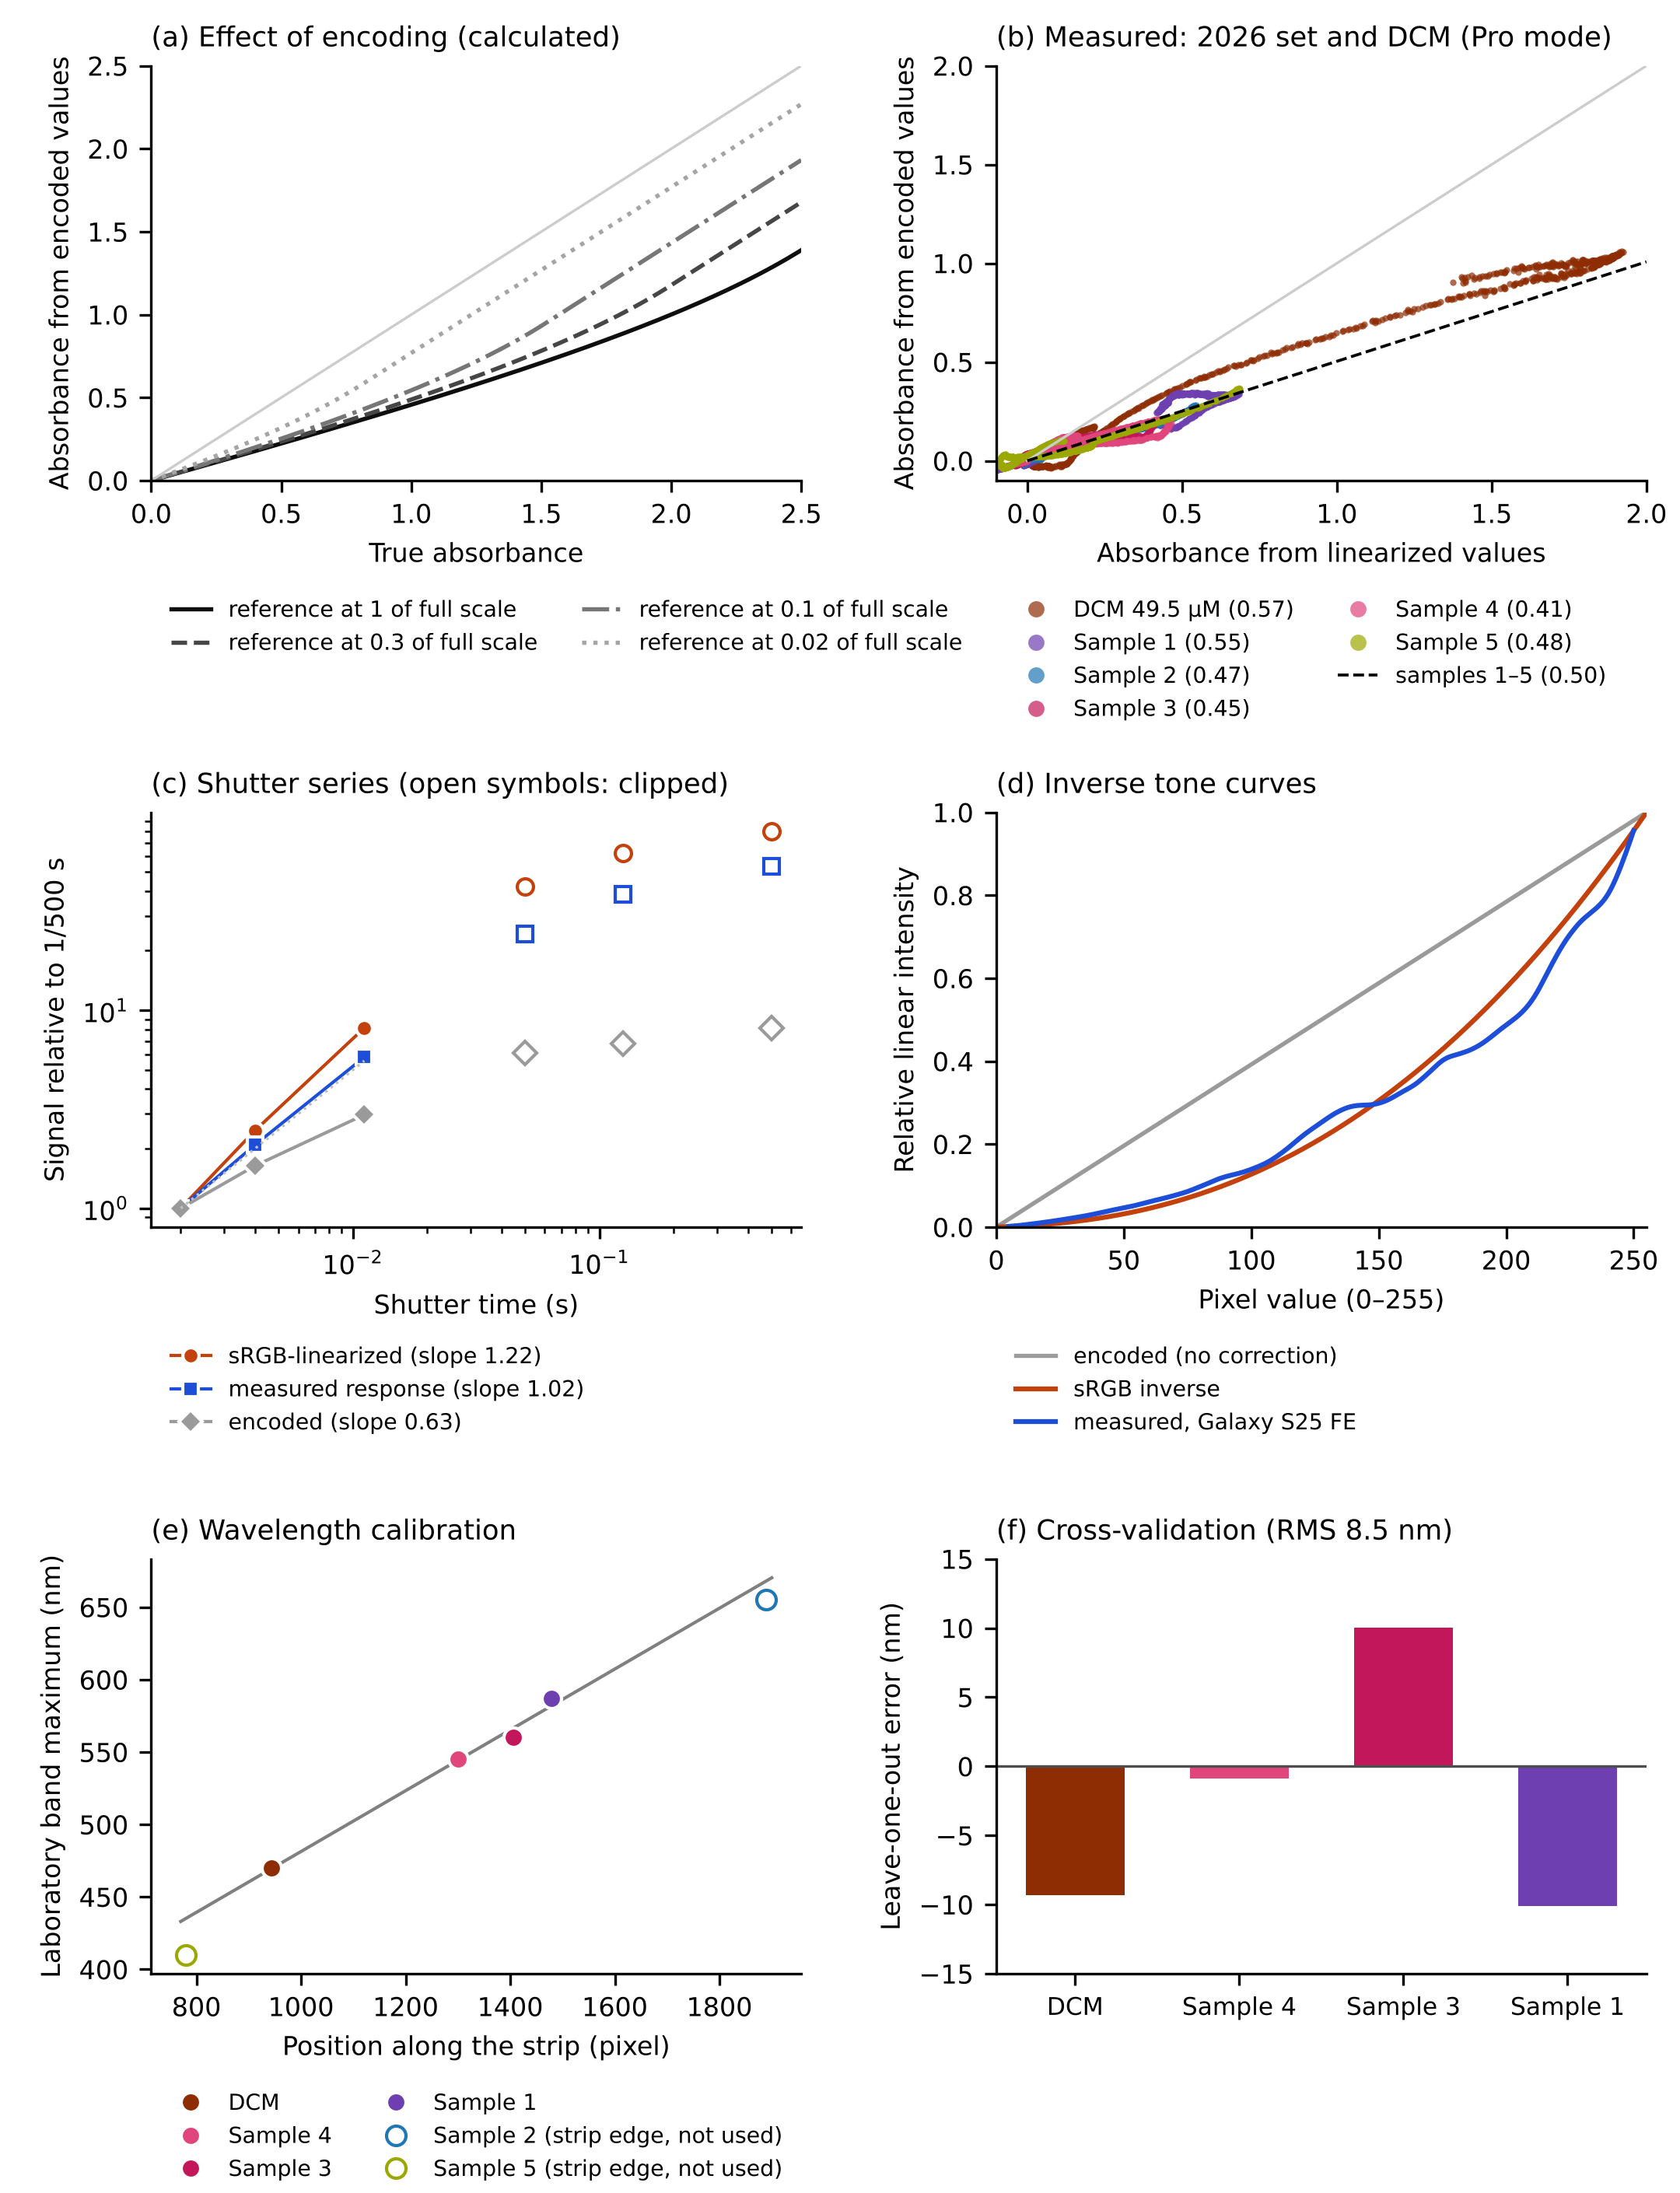 (a) Effect of encoding (calculated)
Absorbance from encoded values
2.5
2.0
1.5
1.0
0.5
0.0
0.0 0.5 1.0 1.5 2.0 2.5
True absorbance
reference at 1 of full scale
reference at 0.3 of full scale
reference at 0.1 of full scale
reference at 0.02 of full scale
(b) Measured: 2026 set and DCM (Pro mode)
Absorbance from encoded values
2.0
1.5
1.0
0.5
0.0
0.0 0.5 1.0 1.5 2.0
Absorbance from linearized values
DCM 49.5 µM (0.57)
Sample 1 (0.55)
Sample 2 (0.47)
Sample 3 (0.45)
Sample 4 (0.41)
Sample 5 (0.48)
samples 1–5 (0.50)
(c) Shutter series (open symbols: clipped)
Signal relative to 1/500 s
10¹
10⁰
10⁻² 10⁻¹
Shutter time (s)
sRGB-linearized (slope 1.22)
measured response (slope 1.02)
encoded (slope 0.63)
(d) Inverse tone curves
Relative linear intensity
1.0
0.8
0.6
0.4
0.2
0.0
0 50 100 150 200 250
Pixel value (0–255)
encoded (no correction)
sRGB inverse
measured, Galaxy S25 FE
(e) Wavelength calibration
Laboratory band maximum (nm)
650
600
550
500
450
400
800 1000 1200 1400 1600 1800
Position along the strip (pixel)
DCM
Sample 4
Sample 3
Sample 1
Sample 2 (strip edge, not used)
Sample 5 (strip edge, not used)
(f) Cross-validation (RMS 8.5 nm)
Leave-one-out error (nm)
15
10
5
0
−5
−10
−15
DCM Sample 4 Sample 3 Sample 1